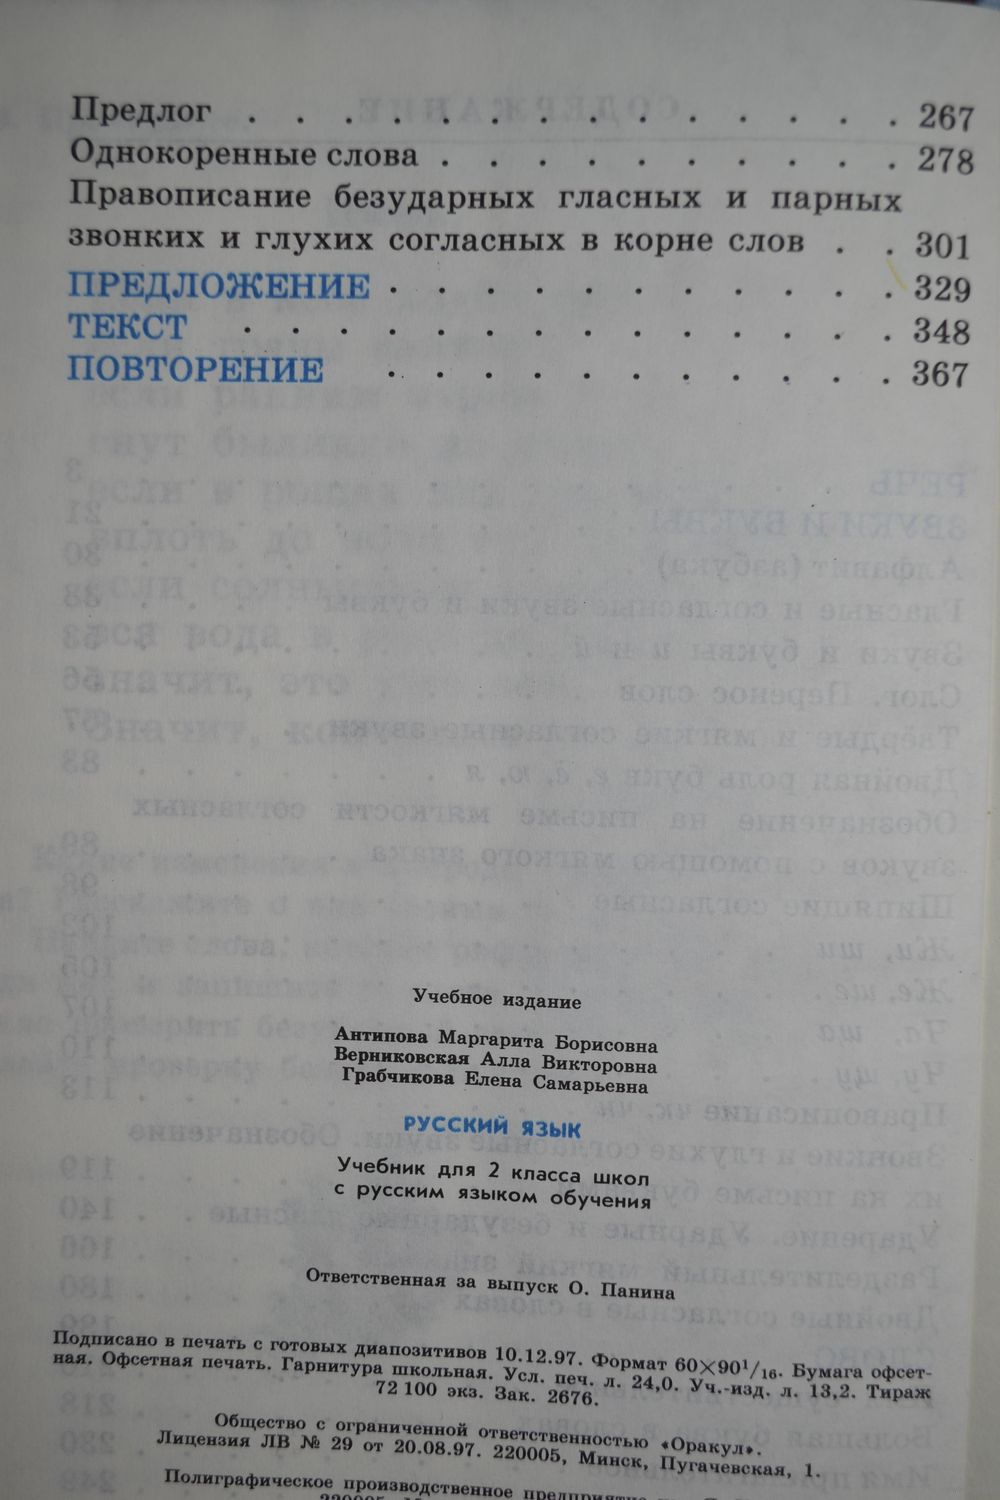 Предлог . . . . . . . . . . . . . . 267
Однокоренные слова . . . . . . . . . . 278
Правописание безударных гласных и парных
звонких и глухих согласных в корне слов . . 301
ПРЕДЛОЖЕНИЕ . . . . . . . . . . . 329
ТЕКСТ . . . . . . . . . . . . . . 348
ПОВТОРЕНИЕ . . . . . . . . . . . 367
Учебное издание
Антипова Маргарита Борисовна
Верниковская Алла Викторовна
Грабчикова Елена Самарьевна
РУССКИЙ ЯЗЫК
Учебник для 2 класса школ
с русским языком обучения
Ответственная за выпуск О. Панина
Подписано в печать с готовых диапозитивов 10.12.97. Формат 60×90¹/₁₆. Бумага офсет-
ная. Офсетная печать. Гарнитура школьная. Усл. печ. л. 24,0. Уч.-изд. л. 13,2. Тираж
72 100 экз. Зак. 2676.
Общество с ограниченной ответственностью «Оракул».
Лицензия ЛВ № 29 от 20.08.97. 220005, Минск, Пугачевская, 1.
Полиграфическое производственное предприятие